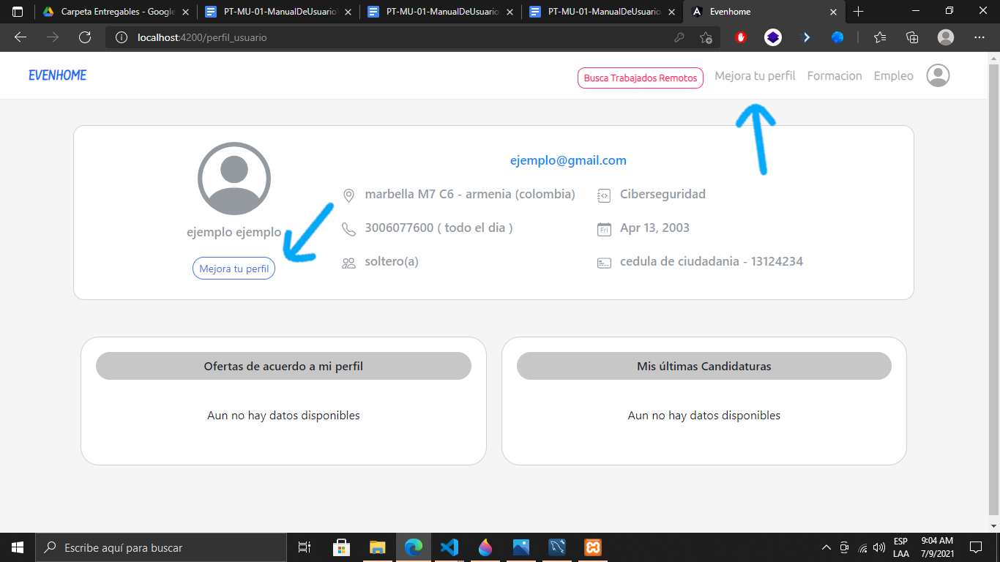 Carpeta Entregables - Google
PT-MU-01-ManualDeUsuario
PT-MU-01-ManualDeUsuario
PT-MU-01-ManualDeUsuario
Evenhome
localhost:4200/perfil_usuario
EVENHOME
Busca Trabajados Remotos
Mejora tu perfil
Formacion
Empleo
ejemplo@gmail.com
marbella M7 C6 - armenia (colombia)
Ciberseguridad
ejemplo ejemplo
3006077600 ( todo el dia )
Fri
Apr 13, 2003
Mejora tu perfil
soltero(a)
cedula de ciudadania - 13124234
Ofertas de acuerdo a mi perfil
Aun no hay datos disponibles
Mis últimas Candidaturas
Aun no hay datos disponibles
Escribe aquí para buscar
ESP
LAA
9:04 AM
7/9/2021